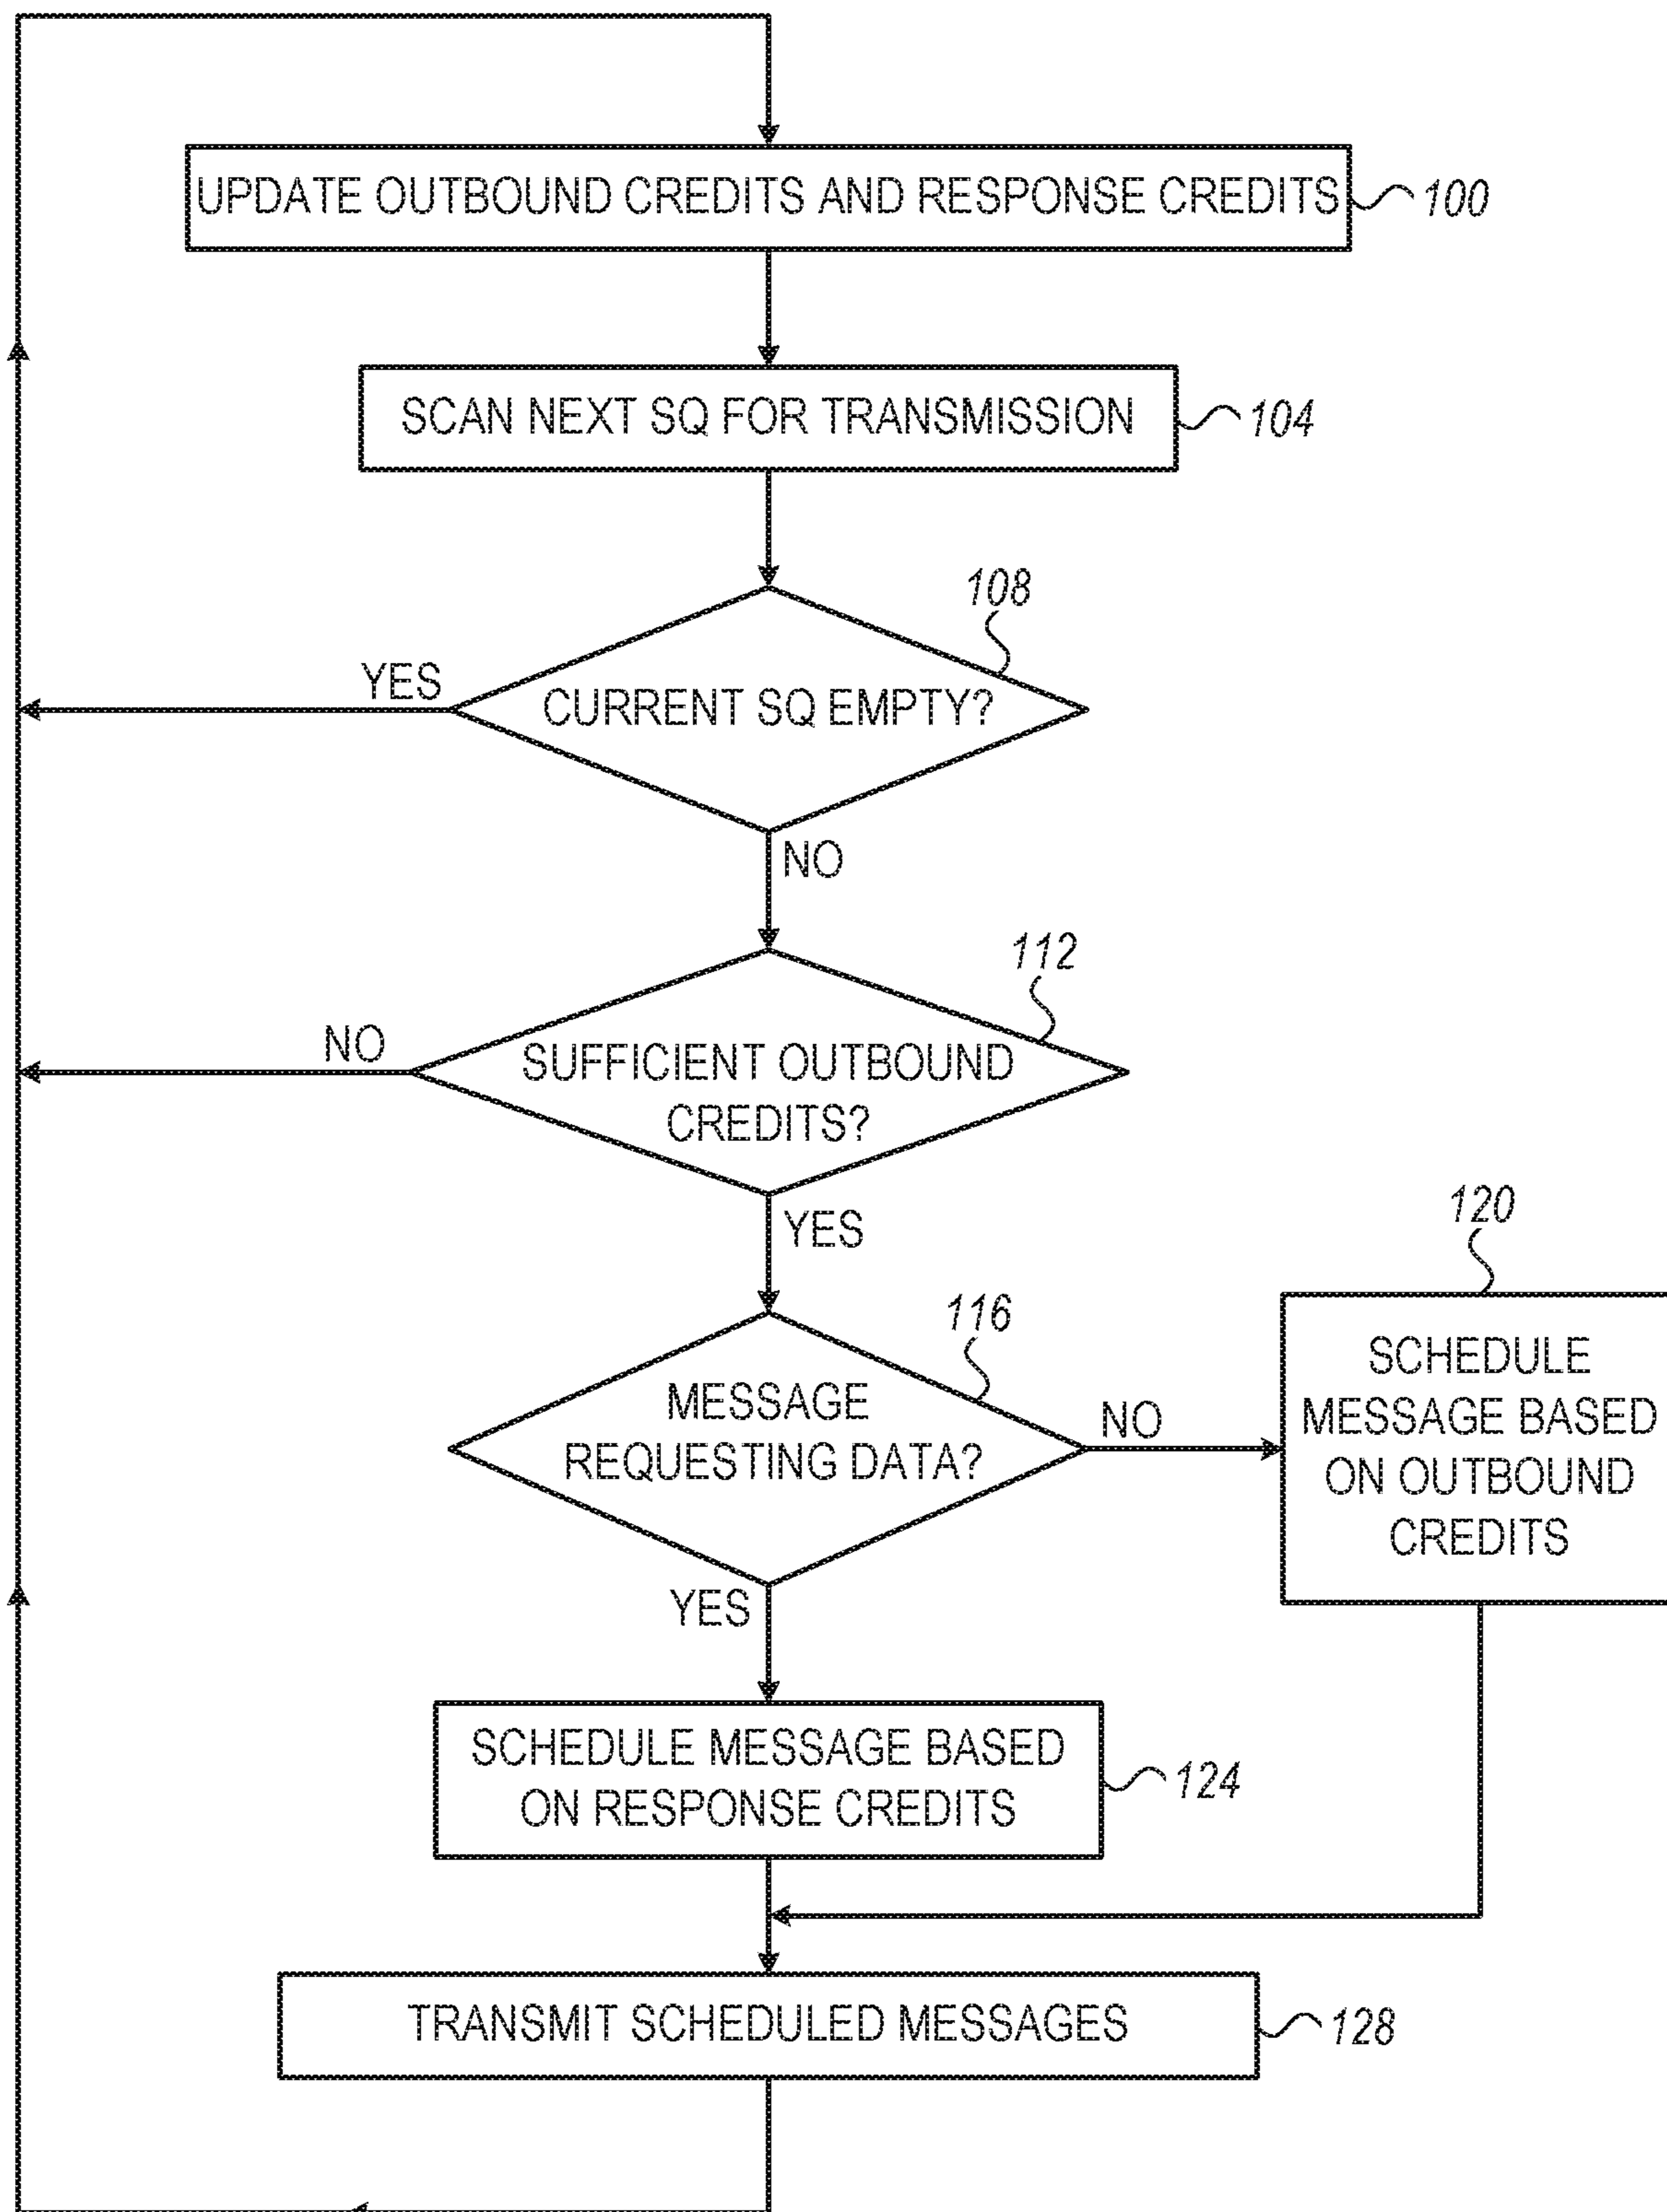 UPDATE OUTBOUND CREDITS AND RESPONSE CREDITS
100
SCAN NEXT SQ FOR TRANSMISSION
104
108
YES
CURRENT SQ EMPTY?
NO
112
NO
SUFFICIENT OUTBOUND
CREDITS?
YES
120
116
MESSAGE
REQUESTING DATA?
NO
SCHEDULE
MESSAGE BASED
ON OUTBOUND
CREDITS
YES
SCHEDULE MESSAGE BASED
ON RESPONSE CREDITS
124
TRANSMIT SCHEDULED MESSAGES
128